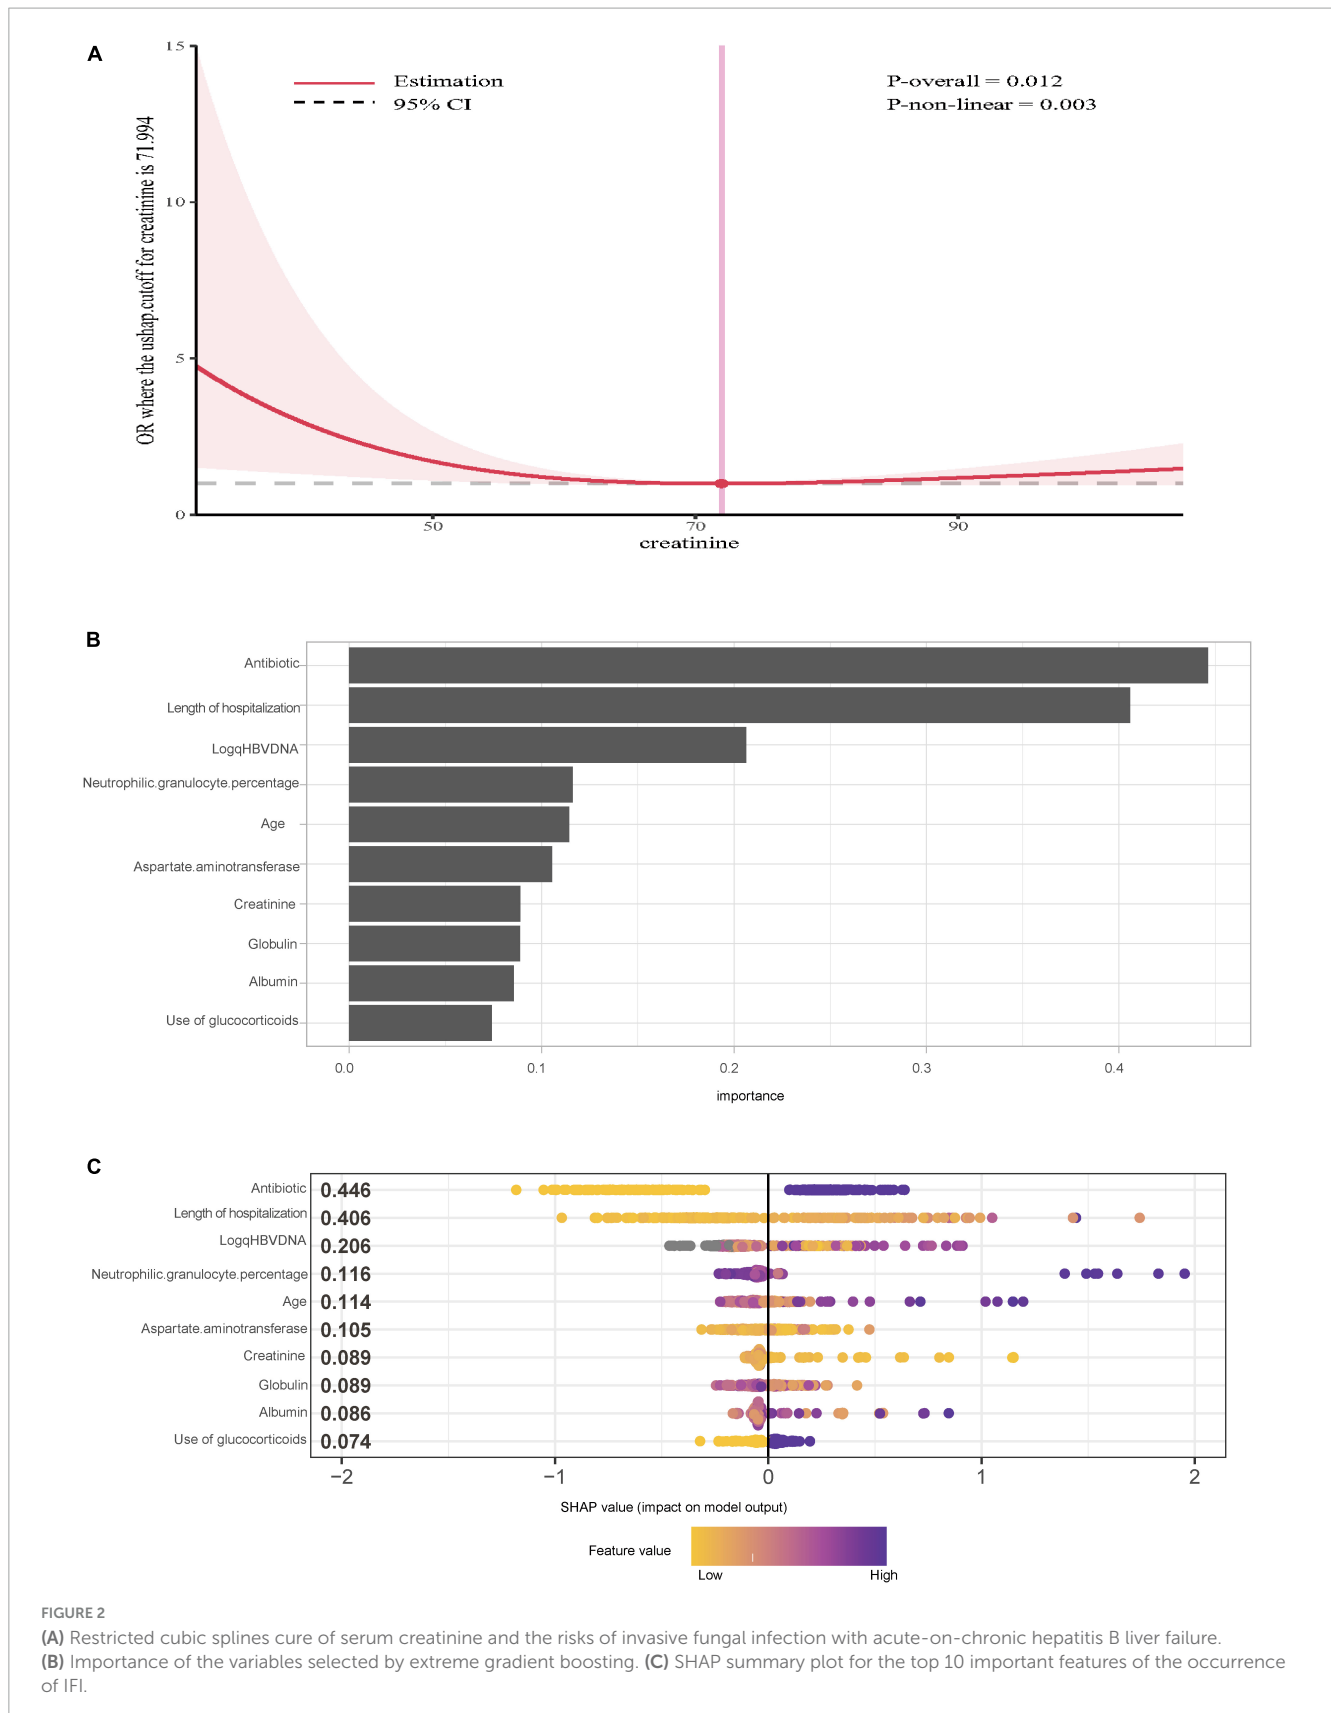 A
15
10
5
0
OR where the ushap.cutoff for creatinine is 71.994
Estimation
95% CI
P-overall = 0.012
P-non-linear = 0.003
50
70
90
creatinine
B
Antibiotic
Length of hospitalization
LogqHBVDNA
Neutrophilic.granulocyte.percentage
Age
Aspartate.aminotransferase
Creatinine
Globulin
Albumin
Use of glucocorticoids
0.0
0.1
0.2
0.3
0.4
importance
C
Antibiotic 0.446
Length of hospitalization 0.406
LogqHBVDNA 0.206
Neutrophilic.granulocyte.percentage 0.116
Age 0.114
Aspartate.aminotransferase 0.105
Creatinine 0.089
Globulin 0.089
Albumin 0.086
Use of glucocorticoids 0.074
−2
−1
0
1
2
SHAP value (impact on model output)
Feature value
Low
High
FIGURE 2
(A) Restricted cubic splines cure of serum creatinine and the risks of invasive fungal infection with acute-on-chronic hepatitis B liver failure.
(B) Importance of the variables selected by extreme gradient boosting. (C) SHAP summary plot for the top 10 important features of the occurrence
of IFI.